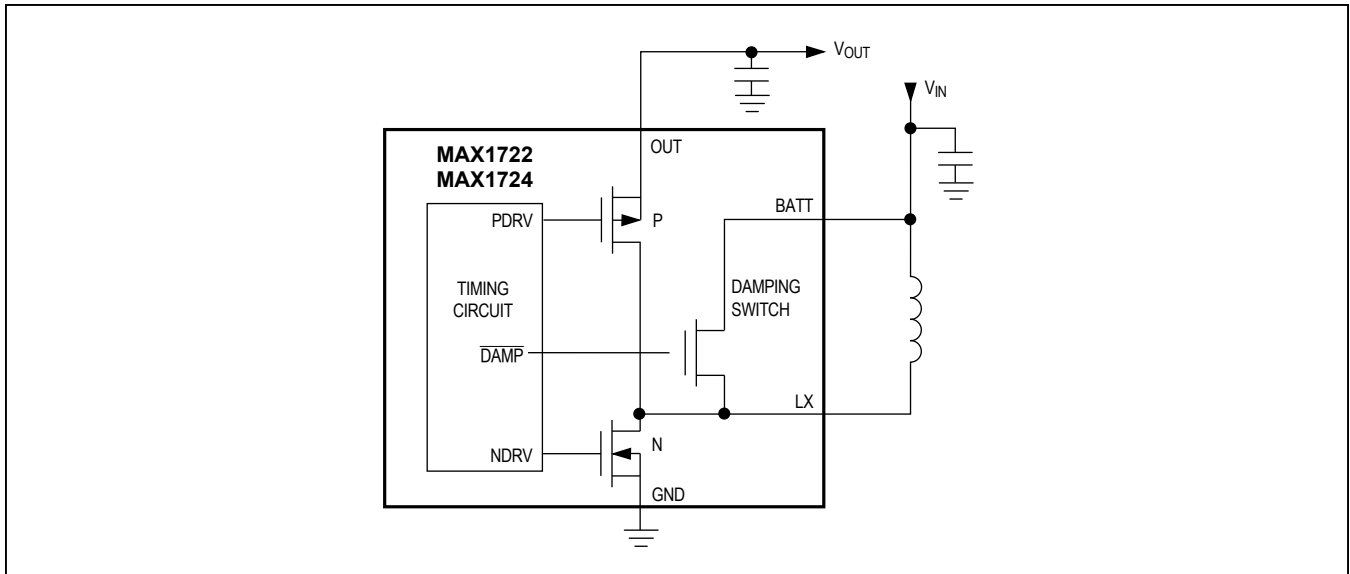 VOUT
VIN
MAX1722
MAX1724
OUT
BATT
PDRV
P
TIMING
CIRCUIT
DAMPING
SWITCH
DAMP
LX
NDRV
N
GND